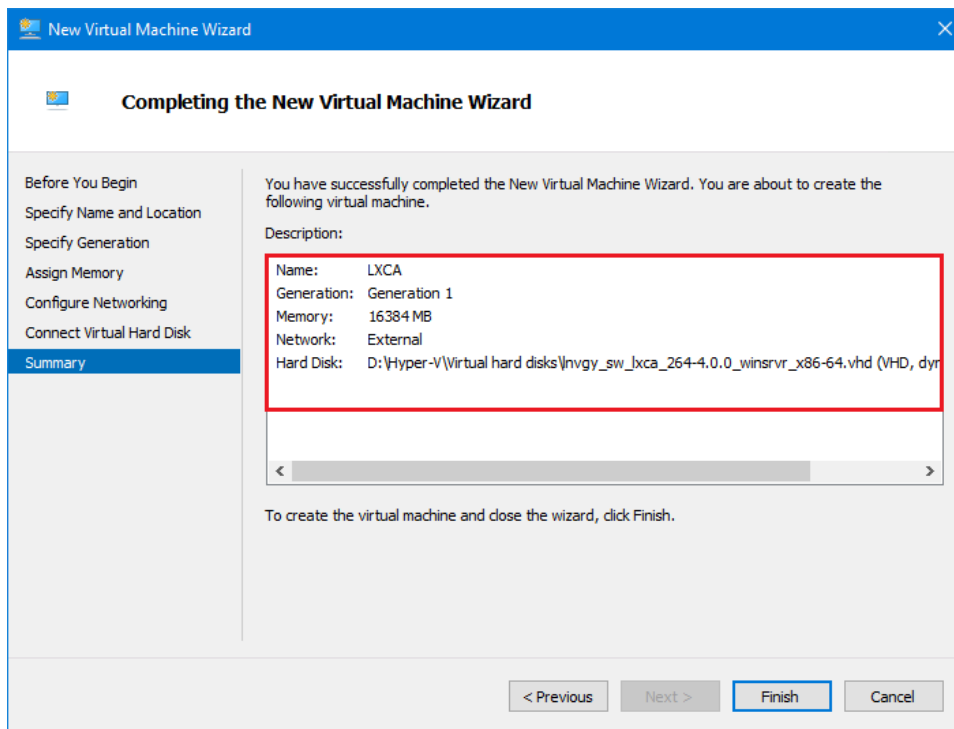 New Virtual Machine Wizard
Completing the New Virtual Machine Wizard
Before You Begin
Specify Name and Location
Specify Generation
Assign Memory
Configure Networking
Connect Virtual Hard Disk
Summary
You have successfully completed the New Virtual Machine Wizard. You are about to create the
following virtual machine.
Description:
Name: LXCA
Generation: Generation 1
Memory: 16384 MB
Network: External
Hard Disk: D:\Hyper-V\Virtual hard disks\lnvgy_sw_lxca_264-4.0.0_winsrvr_x86-64.vhd (VHD, dyn
To create the virtual machine and close the wizard, click Finish.
< Previous
Next >
Finish
Cancel